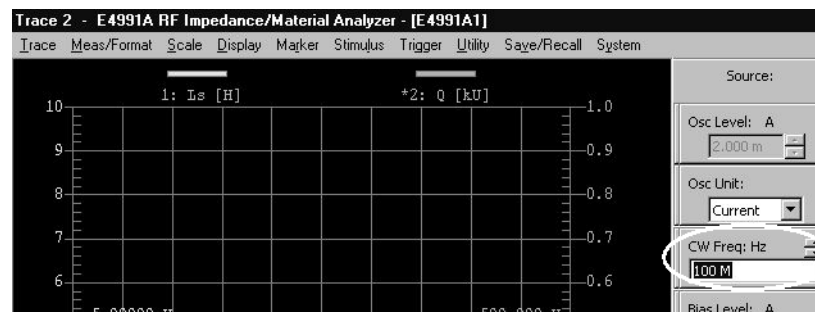 Trace 2 - E4991A RF Impedance/Material Analyzer - [E4991A1]
Trace Meas/Format Scale Display Marker Stimulus Trigger Utility Save/Recall System
Source:
1: Ls [H] *2: Q [kU]
10 1.0
Osc Level: A
2.000 m
9 0.9
Osc Unit:
8 0.8
Current
7 0.7
CW Freq: Hz
100 M
6 0.6
Bias Level: A